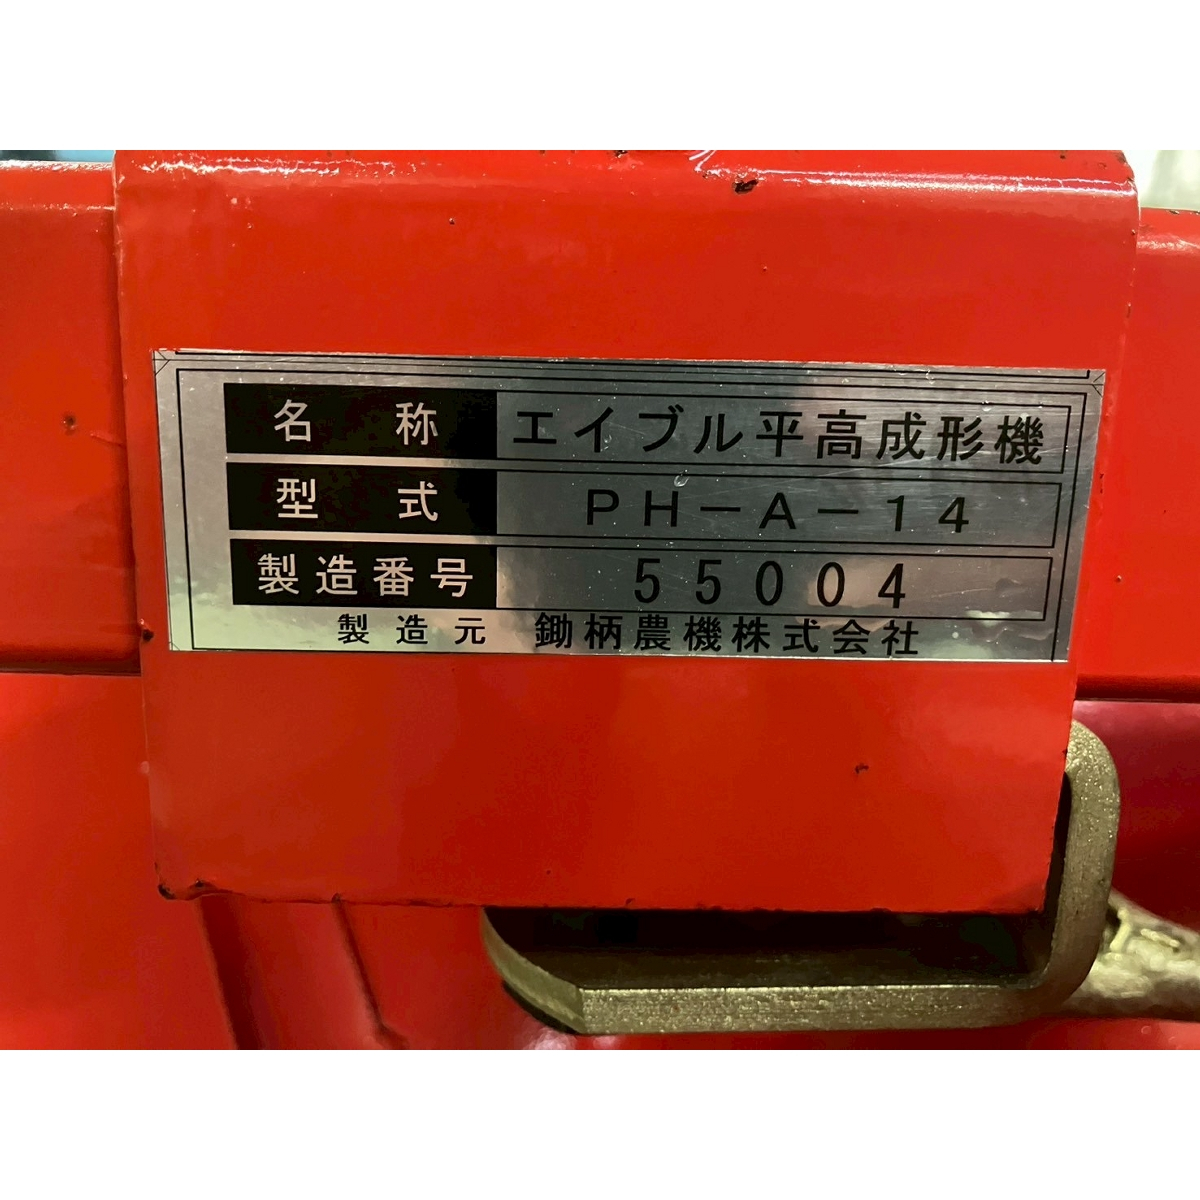 名称 エイブル平高成形機
型式 PH-A-14
製造番号 55004
製造元 鋤柄農機株式会社